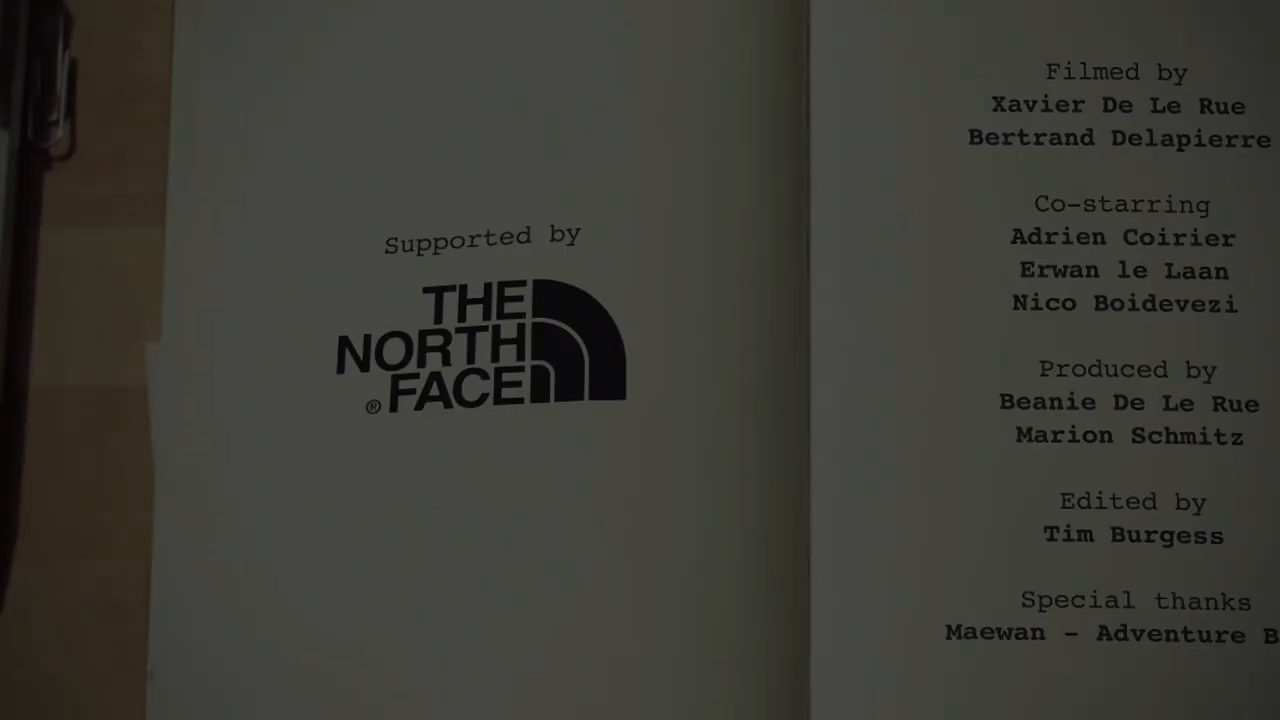 Supported by
THE
NORTH
FACE
®
Filmed by
Xavier De Le Rue
Bertrand Delapierre
Co-starring
Adrien Coirier
Erwan le Laan
Nico Boidevezi
Produced by
Beanie De Le Rue
Marion Schmitz
Edited by
Tim Burgess
Special thanks
Maewan - Adventure B